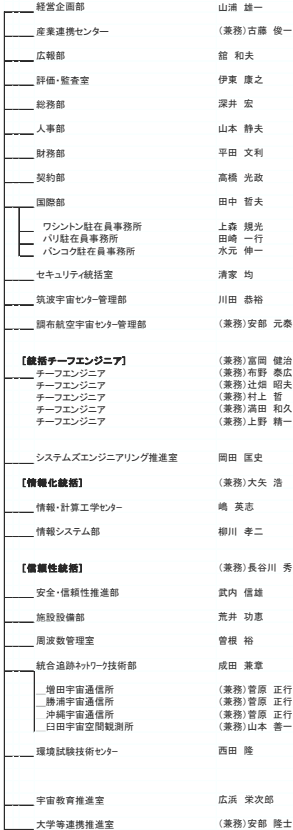 経営企画部 山浦 雄一
産業連携センター (兼務)古藤 俊一
広報部 舘 和夫
評価・監査室 伊東 康之
総務部 深井 宏
人事部 山本 静夫
財務部 平田 文利
契約部 高橋 光政
国際部 田中 哲夫
ワシントン駐在員事務所 上森 規光
パリ駐在員事務所 田崎 一行
バンコク駐在員事務所 水元 伸一
セキュリティ統括室 清家 均
筑波宇宙センター管理部 川田 恭裕
調布航空宇宙センター管理部 (兼務)安部 元泰
[統括チーフエンジニア] (兼務)富岡 健治
チーフエンジニア (兼務)布野 泰広
チーフエンジニア (兼務)辻畑 昭夫
チーフエンジニア (兼務)村上 哲
チーフエンジニア (兼務)満田 和久
チーフエンジニア (兼務)上野 精一
システムズエンジニアリング推進室 岡田 匡史
[情報化統括] (兼務)大矢 浩
情報・計算工学センター 嶋 英志
情報システム部 柳川 孝二
[信頼性統括] (兼務)長谷川 秀
安全・信頼性推進部 武内 信雄
施設設備部 荒井 功恵
周波数管理室 曽根 裕
統合追跡ネットワーク技術部 成田 兼章
増田宇宙通信所 (兼務)菅原 正行
勝浦宇宙通信所 (兼務)菅原 正行
沖縄宇宙通信所 (兼務)菅原 正行
臼田宇宙空間観測所 (兼務)山本 善一
環境試験技術センター 西田 隆
宇宙教育推進室 広浜 栄次郎
大学等連携推進室 (兼務)安部 隆士